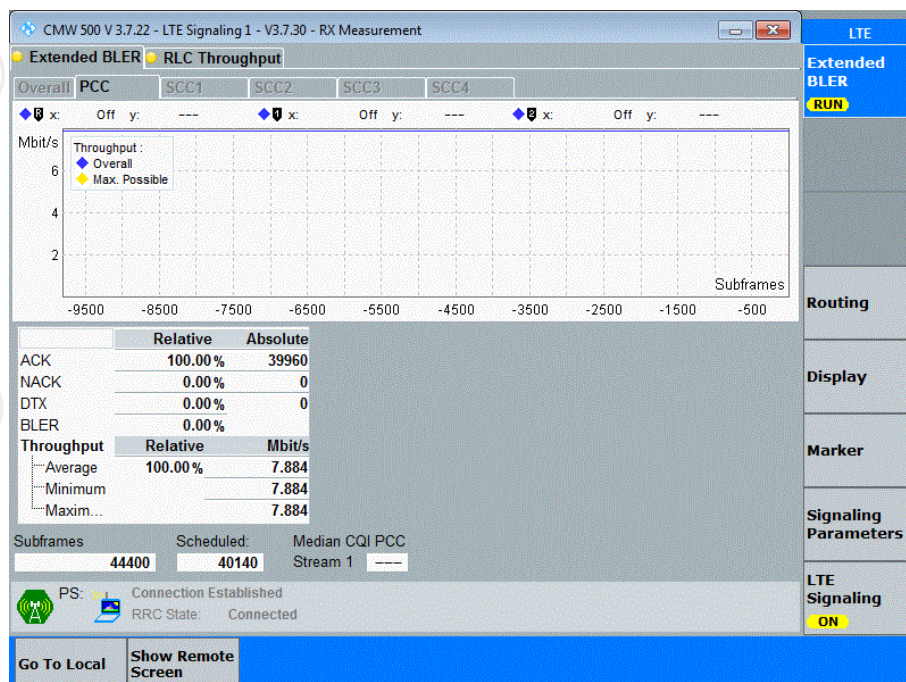 CMW 500 V 3.7.22 - LTE Signaling 1 - V3.7.30 - RX Measurement
LTE
Extended BLER RLC Throughput
Extended BLER
RUN
Overall PCC SCC1 SCC2 SCC3 SCC4
R x: Off y: --- 1 x: Off y: --- 2 x: Off y: ---
Mbit/s
Throughput :
Overall
Max. Possible
6
4
2
Subframes
-9500 -8500 -7500 -6500 -5500 -4500 -3500 -2500 -1500 -500
Relative Absolute
ACK 100.00 % 39960
NACK 0.00 % 0
DTX 0.00 % 0
BLER 0.00 %
Throughput Relative Mbit/s
Average 100.00 % 7.884
Minimum 7.884
Maxim... 7.884
Subframes Scheduled: Median CQI PCC
44400 40140 Stream 1 ---
PS: Connection Established
RRC State: Connected
Routing
Display
Marker
Signaling Parameters
LTE Signaling
ON
Go To Local Show Remote Screen